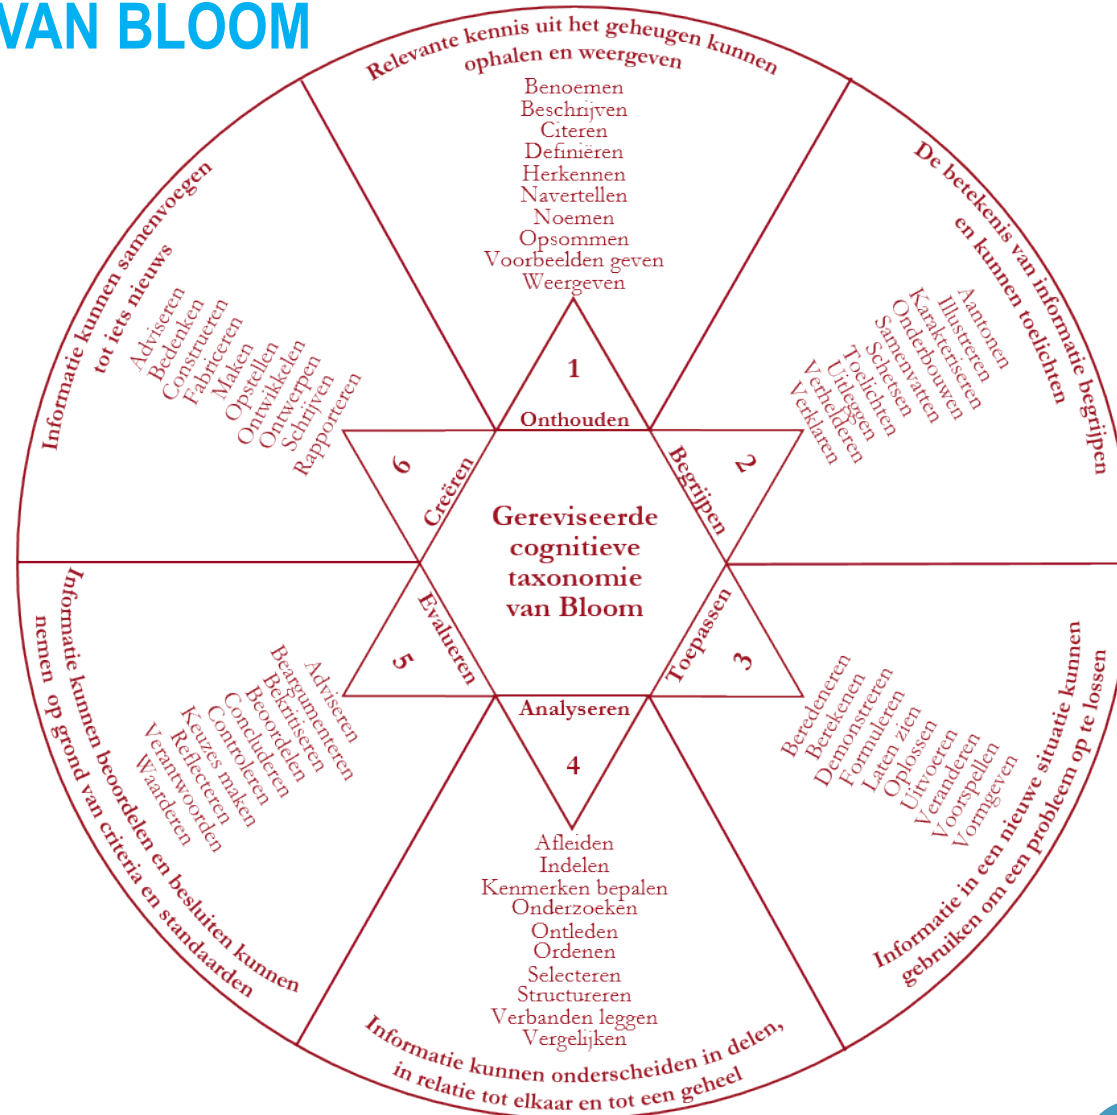 VAN BLOOM
Relevante kennis uit het geheugen kunnen
ophalen en weergeven
Benoemen
Beschrijven
Citeren
Definiëren
Herkennen
Navertellen
Noemen
Opsommen
Voorbeelden geven
Weergeven
1
Onthouden
De betekenis van informatie begrijpen
en kunnen toelichten
Aantonen
Illustreren
Karakteriseren
Onderbouwen
Samenvatten
Schetsen
Toelichten
Uitleggen
Verhelderen
Verklaren
2
Begrijpen
Informatie in een nieuwe situatie kunnen
gebruiken om een probleem op te lossen
Beredeneren
Berekenen
Demonstreren
Formuleren
Laten zien
Oplossen
Uitvoeren
Veranderen
Voorspellen
Vormgeven
3
Toepassen
Analyseren
4
Afleiden
Indelen
Kenmerken bepalen
Onderzoeken
Ontleden
Ordenen
Selecteren
Structureren
Verbanden leggen
Vergelijken
Informatie kunnen onderscheiden in delen,
in relatie tot elkaar en tot een geheel
Informatie kunnen beoordelen en besluiten kunnen
nemen op grond van criteria en standaarden
Adviseren
Beargumenteren
Bekritiseren
Beoordelen
Concluderen
Controleren
Keuzes maken
Reflecteren
Verantwoorden
Waarderen
5
Evalueren
Informatie kunnen samenvoegen
tot iets nieuws
Adviseren
Bedenken
Construeren
Fabriceren
Maken
Opstellen
Ontwikkelen
Ontwerpen
Schrijven
Rapporteren
6
Creëren
Gereviseerde
cognitieve
taxonomie
van Bloom